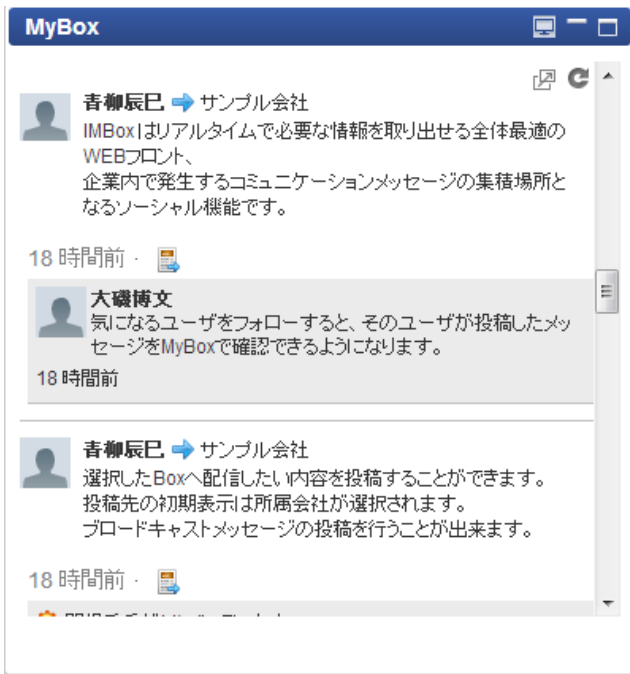 MyBox
青柳辰巳 サンプル会社
IMBoxはリアルタイムで必要な情報を取り出せる全体最適の
WEBフロント、
企業内で発生するコミュニケーションメッセージの集積場所と
なるソーシャル機能です。
18 時間前 ·
大磯博文
気になるユーザをフォローすると、そのユーザが投稿したメッ
セージをMyBoxで確認できるようになります。
18 時間前
青柳辰巳 サンプル会社
選択したBoxへ配信したい内容を投稿することができます。
投稿先の初期表示は所属会社が選択されます。
ブロードキャストメッセージの投稿を行うことが出来ます。
18 時間前 ·